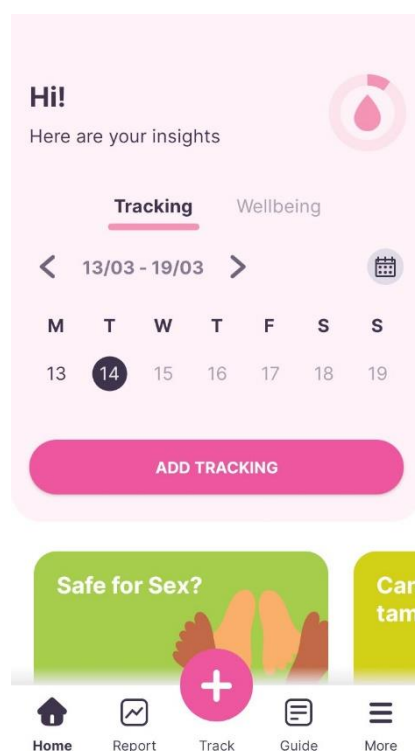 Hi!
Here are your insights
Tracking Wellbeing
13/03 - 19/03
M T W T F S S
13 14 15 16 17 18 19
ADD TRACKING
Safe for Sex?
Home Report Track Guide More